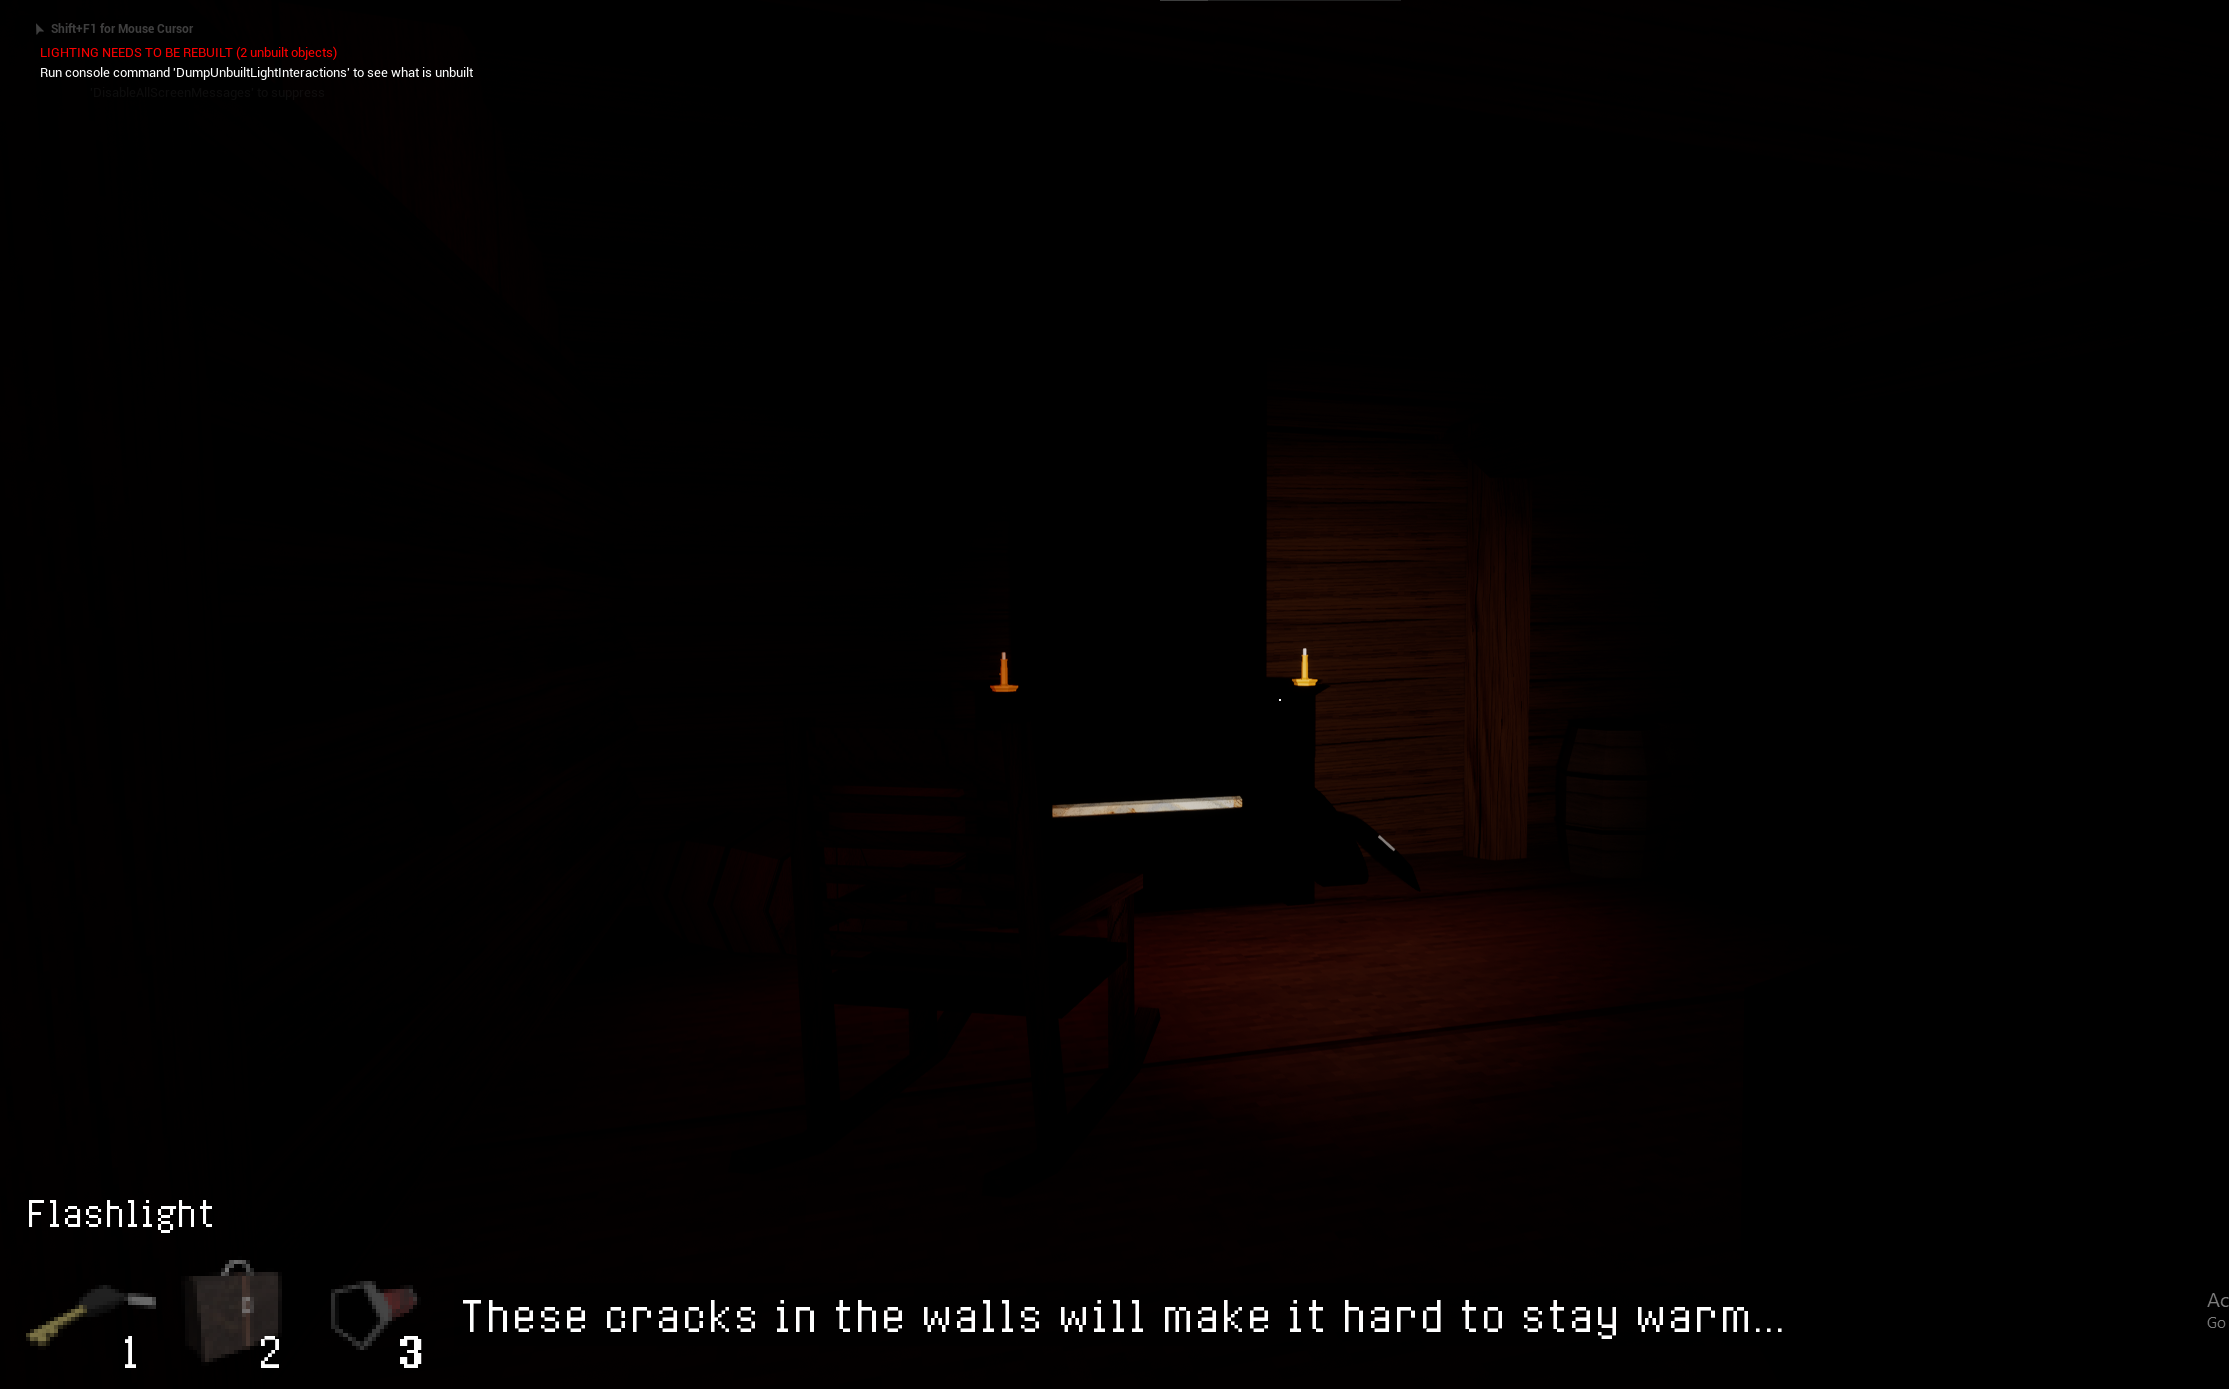 Shift+F1 for Mouse Cursor
LIGHTING NEEDS TO BE REBUILT (2 unbuilt objects)
Run console command 'DumpUnbuiltLightInteractions' to see what is unbuilt
'DisableAllScreenMessages' to suppress
Flashlight
1
2
3
These cracks in the walls will make it hard to stay warm...
Ac
Go